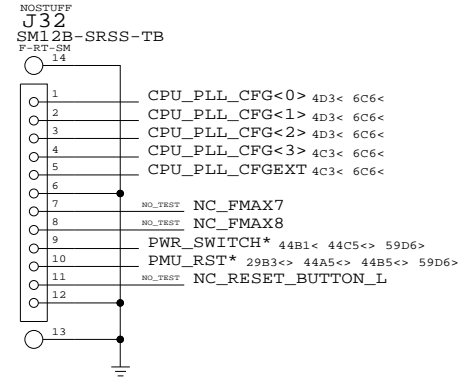 NOSTUFF
J32
SM12B-SRSS-TB
F-RT-SM
14
1 CPU_PLL_CFG<0> 4D3< 6C6<
2 CPU_PLL_CFG<1> 4D3< 6C6<
3 CPU_PLL_CFG<2> 4D3< 6C6<
4 CPU_PLL_CFG<3> 4C3< 6C6<
5 CPU_PLL_CFGEXT 4C3< 6C6<
6
7 NO_TEST NC_FMAX7
8 NO_TEST NC_FMAX8
9 PWR_SWITCH* 44B1< 44C5<> 59D6>
10 PMU_RST* 29B3<> 44A5<> 44B5<> 59D6>
11 NO_TEST NC_RESET_BUTTON_L
12
13